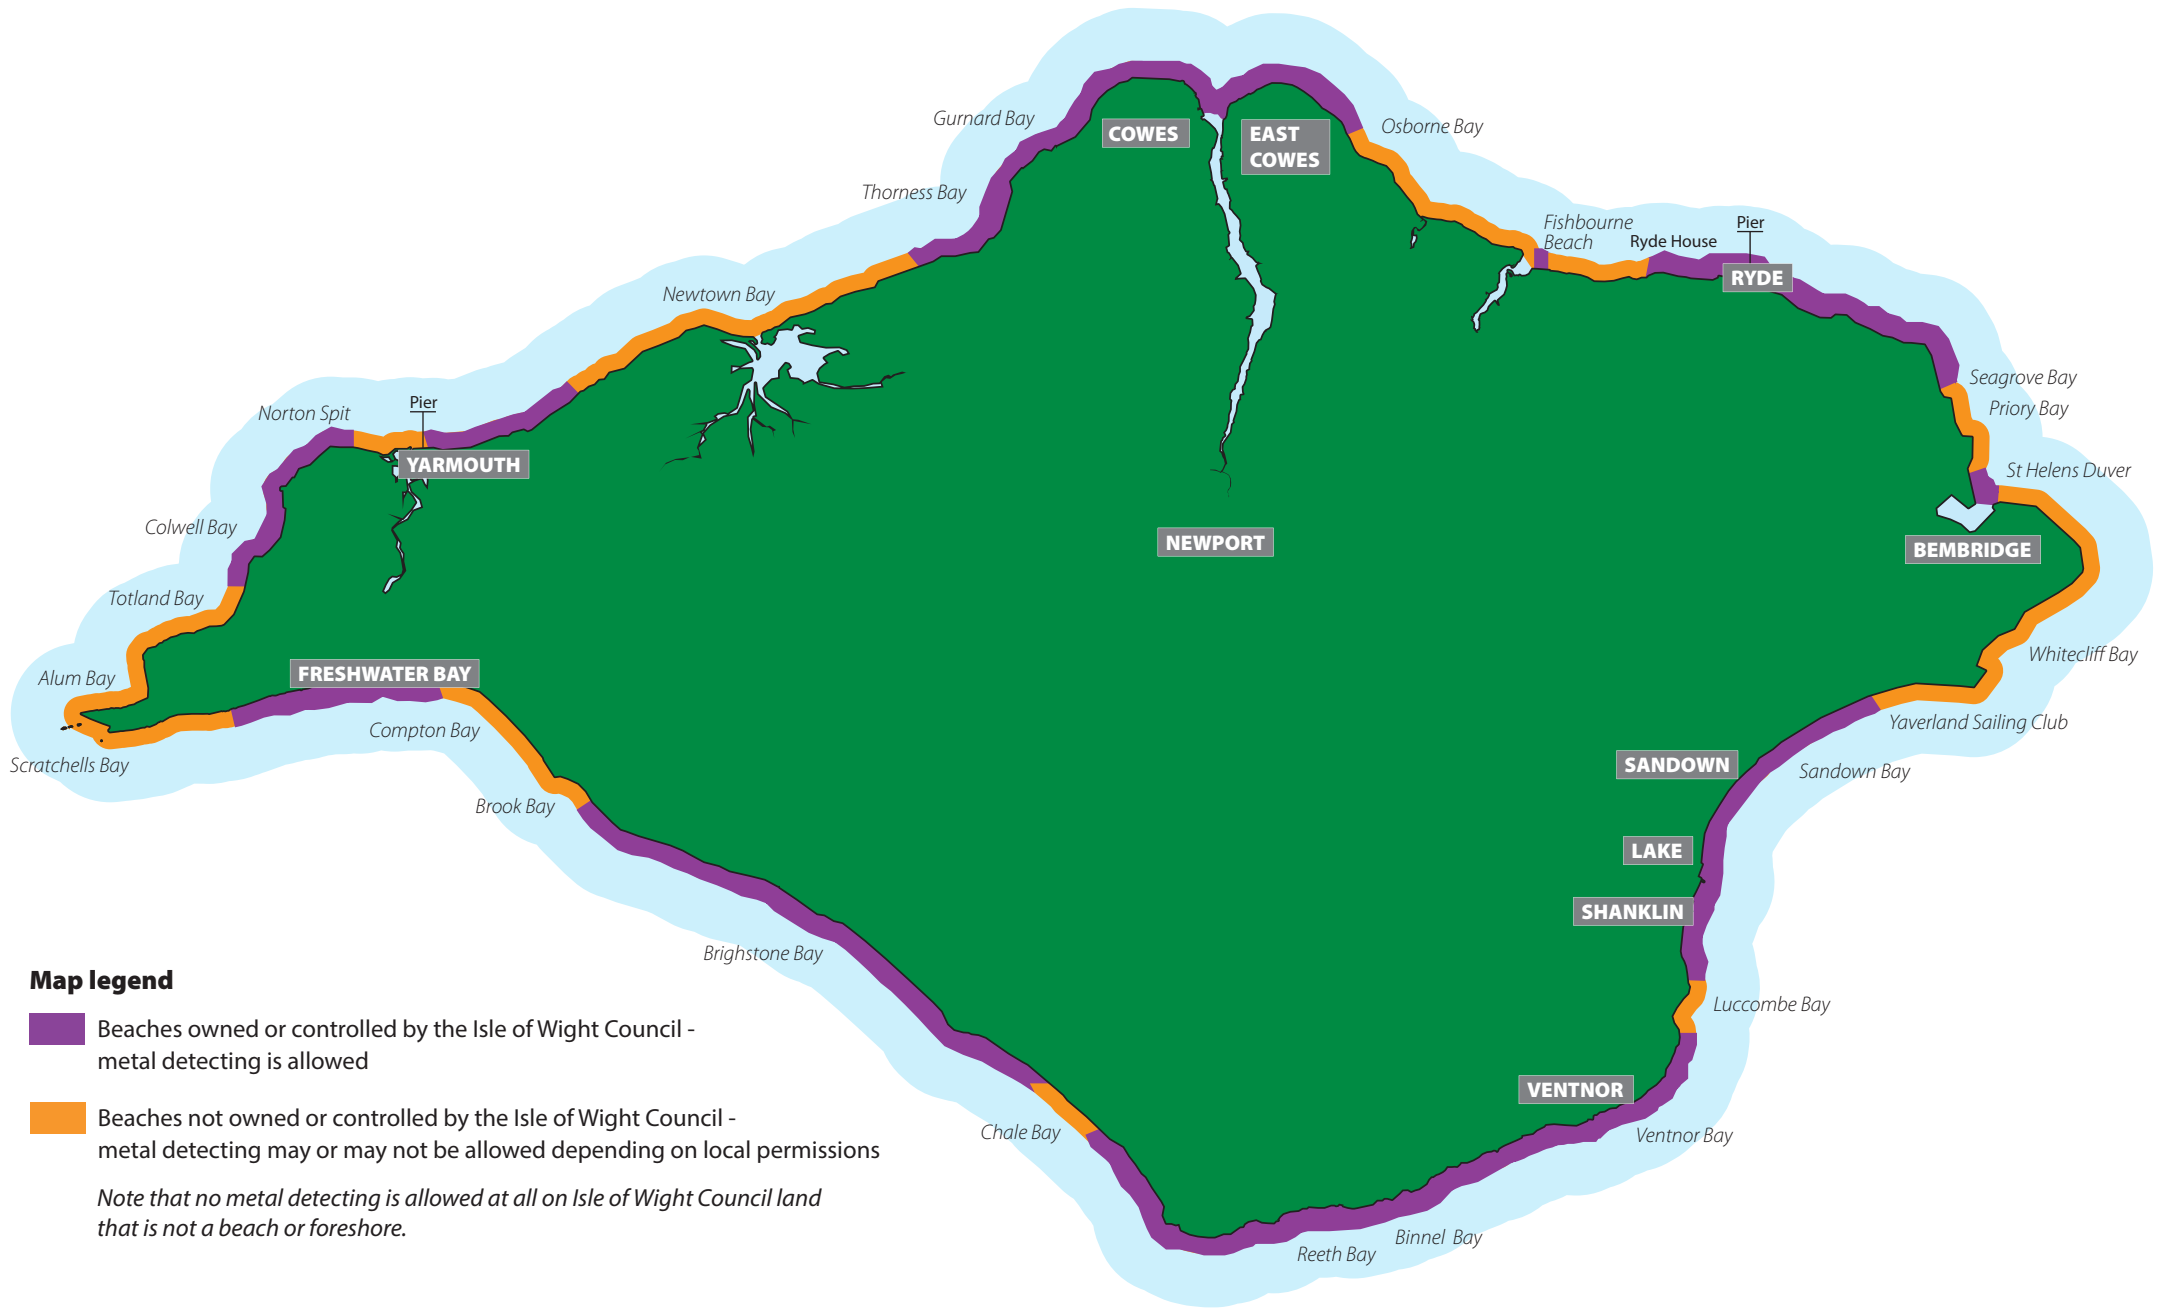 Gurnard Bay
COWES
EAST
COWES
Osborne Bay
Thorness Bay
Fishbourne
Beach
Ryde House
Pier
RYDE
Newtown Bay
Seagrove Bay
Priory Bay
Norton Spit
Pier
YARMOUTH
St Helens Duver
Colwell Bay
NEWPORT
BEMBRIDGE
Totland Bay
Whitecliff Bay
Alum Bay
FRESHWATER BAY
Compton Bay
Yaverland Sailing Club
Scratchells Bay
SANDOWN
Sandown Bay
Brook Bay
LAKE
SHANKLIN
Brighstone Bay
Luccombe Bay
VENTNOR
Chale Bay
Ventnor Bay
Binnel Bay
Reeth Bay
Map legend
Beaches owned or controlled by the Isle of Wight Council -
metal detecting is allowed
Beaches not owned or controlled by the Isle of Wight Council -
metal detecting may or may not be allowed depending on local permissions
Note that no metal detecting is allowed at all on Isle of Wight Council land
that is not a beach or foreshore.